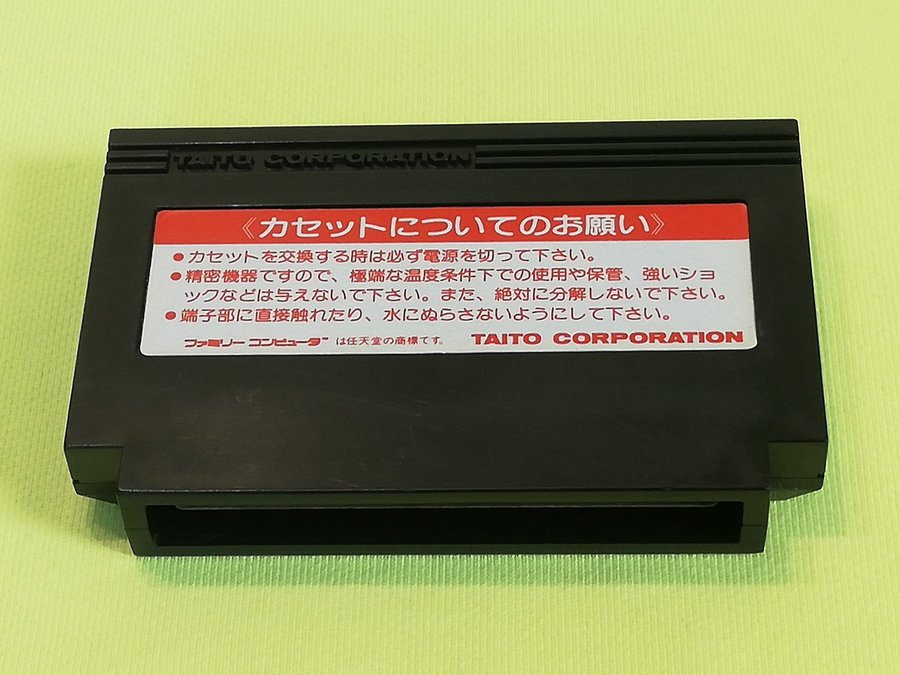 TAITO CORPORATION
《カセットについてのお願い》
●カセットを交換する時は必ず電源を切って下さい。
●精密機器ですので、極端な温度条件下での使用や保管、強いショ
ックなどは与えないで下さい。また、絶対に分解しないで下さい。
●端子部に直接触れたり、水にぬらさないようにして下さい。
ファミリーコンピュータ™は任天堂の商標です。 TAITO CORPORATION